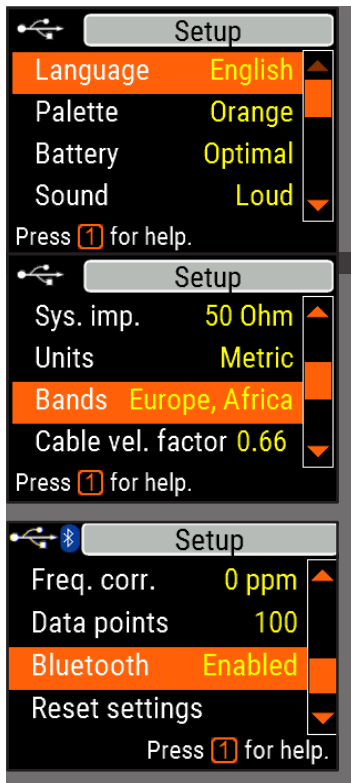 Setup
Language English
Palette Orange
Battery Optimal
Sound Loud
Press 1 for help.
Setup
Sys. imp. 50 Ohm
Units Metric
Bands Europe, Africa
Cable vel. factor 0.66
Press 1 for help.
Setup
Freq. corr. 0 ppm
Data points 100
Bluetooth Enabled
Reset settings
Press 1 for help.